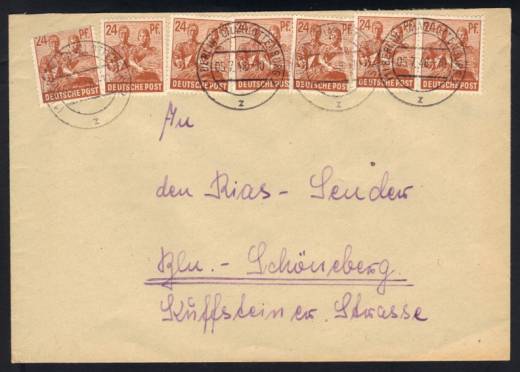 24 PF. 24 PF. 24 PF. 24 PF. 24 PF. 24 PF. 24 PF.
DEUTSCHE POST DEUTSCHE POST DEUTSCHE POST DEUTSCHE POST DEUTSCHE POST DEUTSCHE POST DEUTSCHE POST
z z z z
An
den Rias - Sender
Bln. - Schöneberg.
Kuffsteiner. Strasse